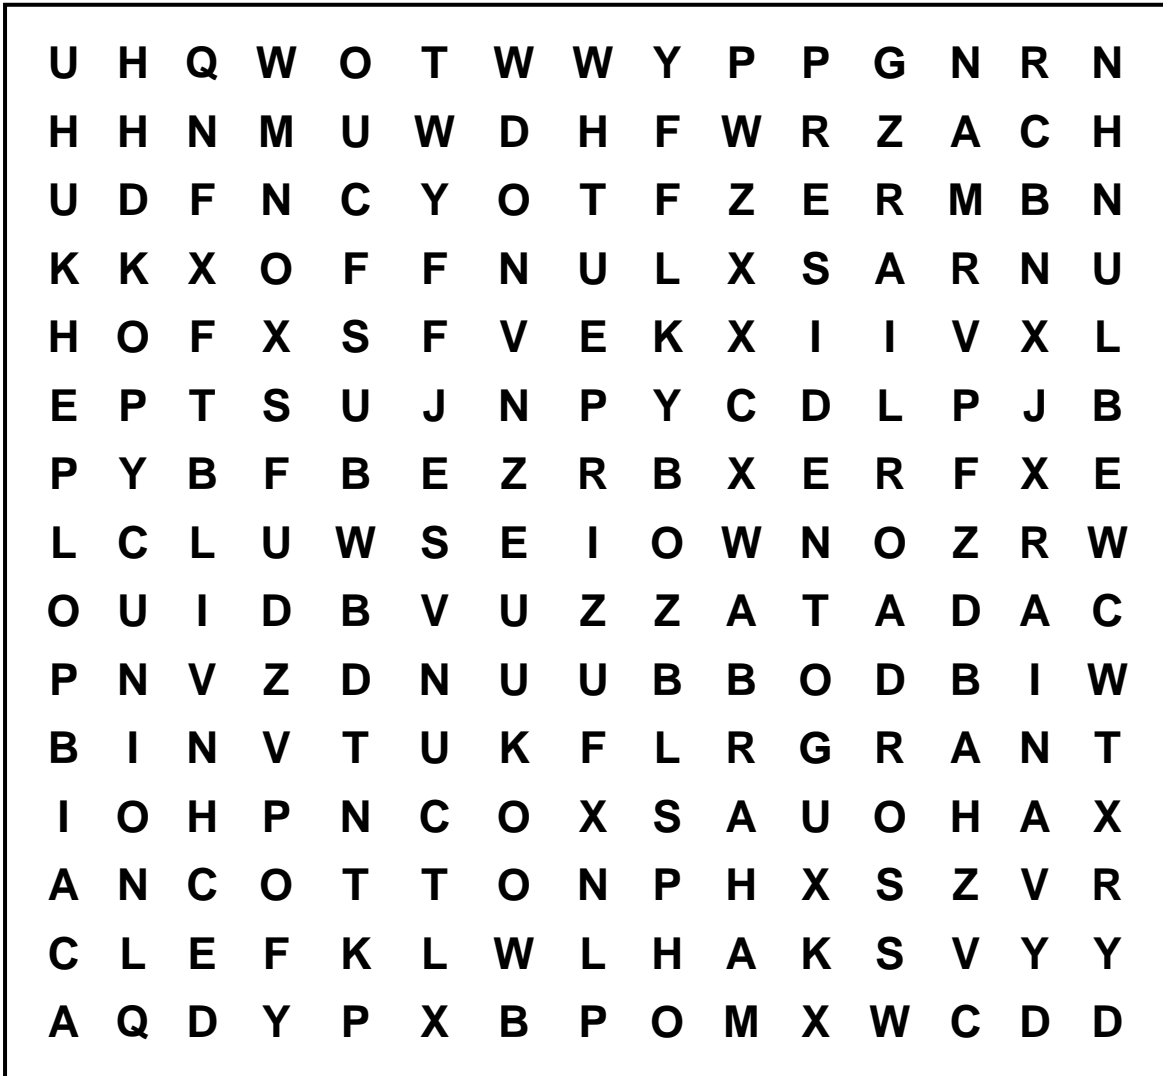 U H Q W O T W W Y P P G N R N
H H N M U W D H F W R Z A C H
U D F N C Y O T F Z E R M B N
K K X O F F N U L X S A R N U
H O F X S F V E K X I I V X L
E P T S U J N P Y C D L P J B
P Y B F B E Z R B X E R F X E
L C L U W S E I O W N O Z R W
O U I D B V U Z Z A T A D A C
P N V Z D N U U B B O D B I W
B I N V T U K F L R G R A N T
I O H P N C O X S A U O H A X
A N C O T T O N P H X S Z V R
C L E F K L W L H A K S V Y Y
A Q D Y P X B P O M X W C D D